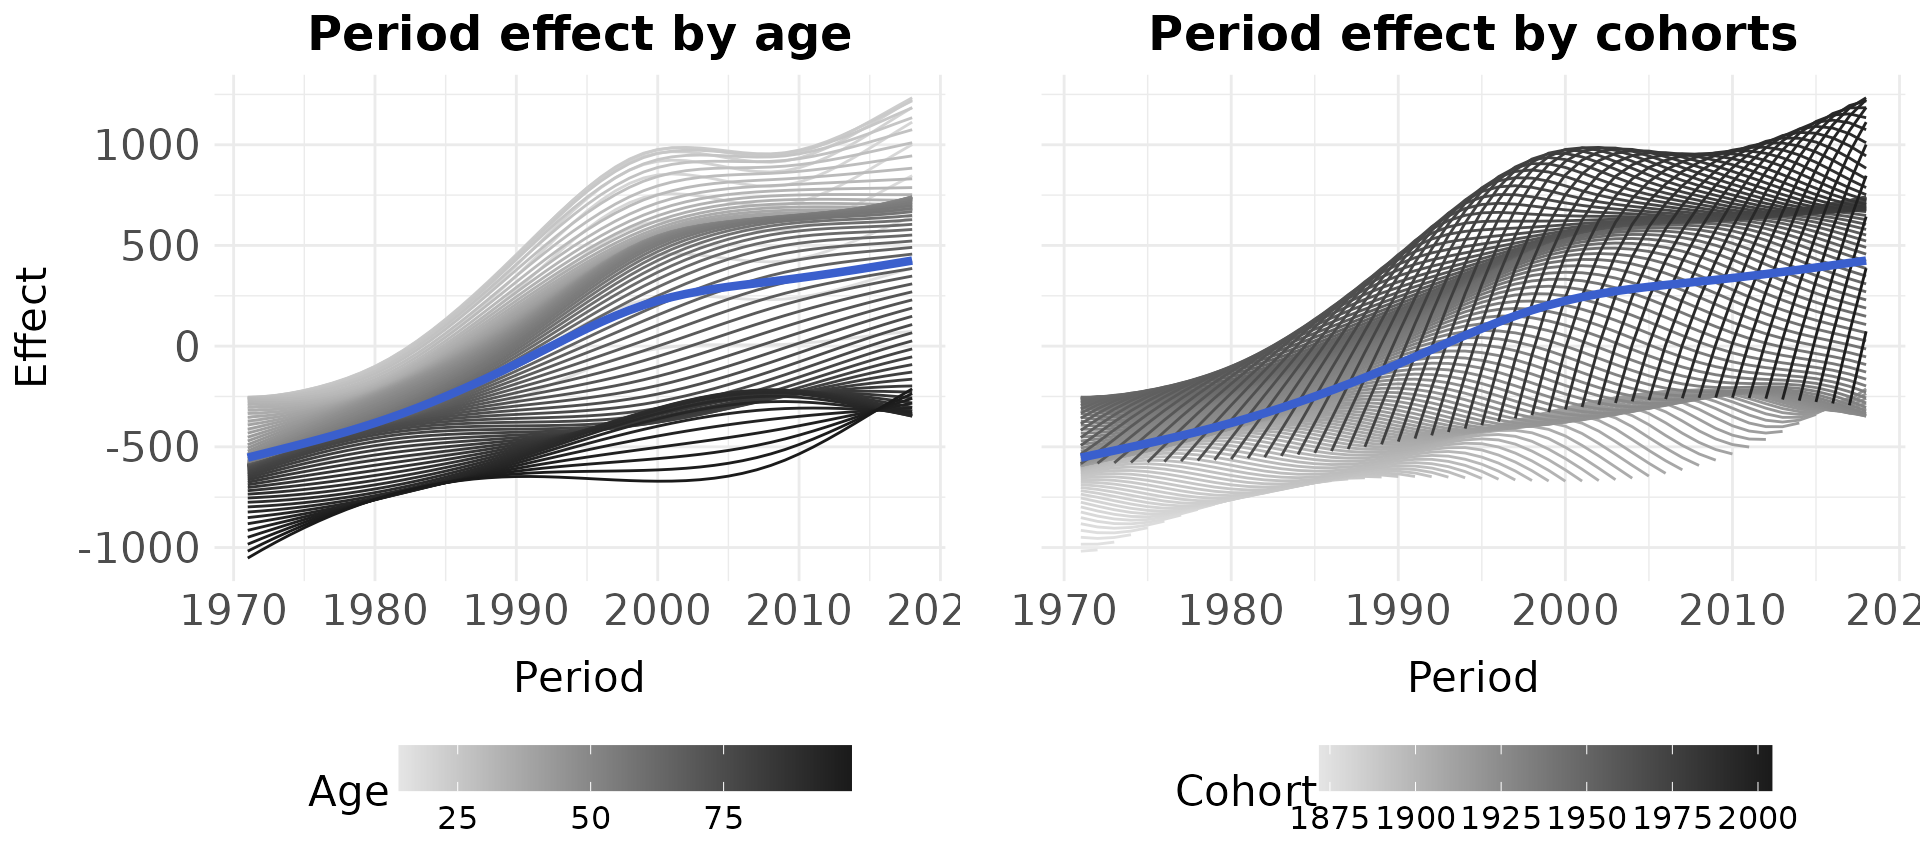 Period effect by age
Period effect by cohorts
Effect
1000
500
0
-500
-1000
1970 1980 1990 2000 2010 202
1970 1980 1990 2000 2010 202
Period
Period
Age
25 50 75
Cohort
1875 1900 1925 1950 1975 2000